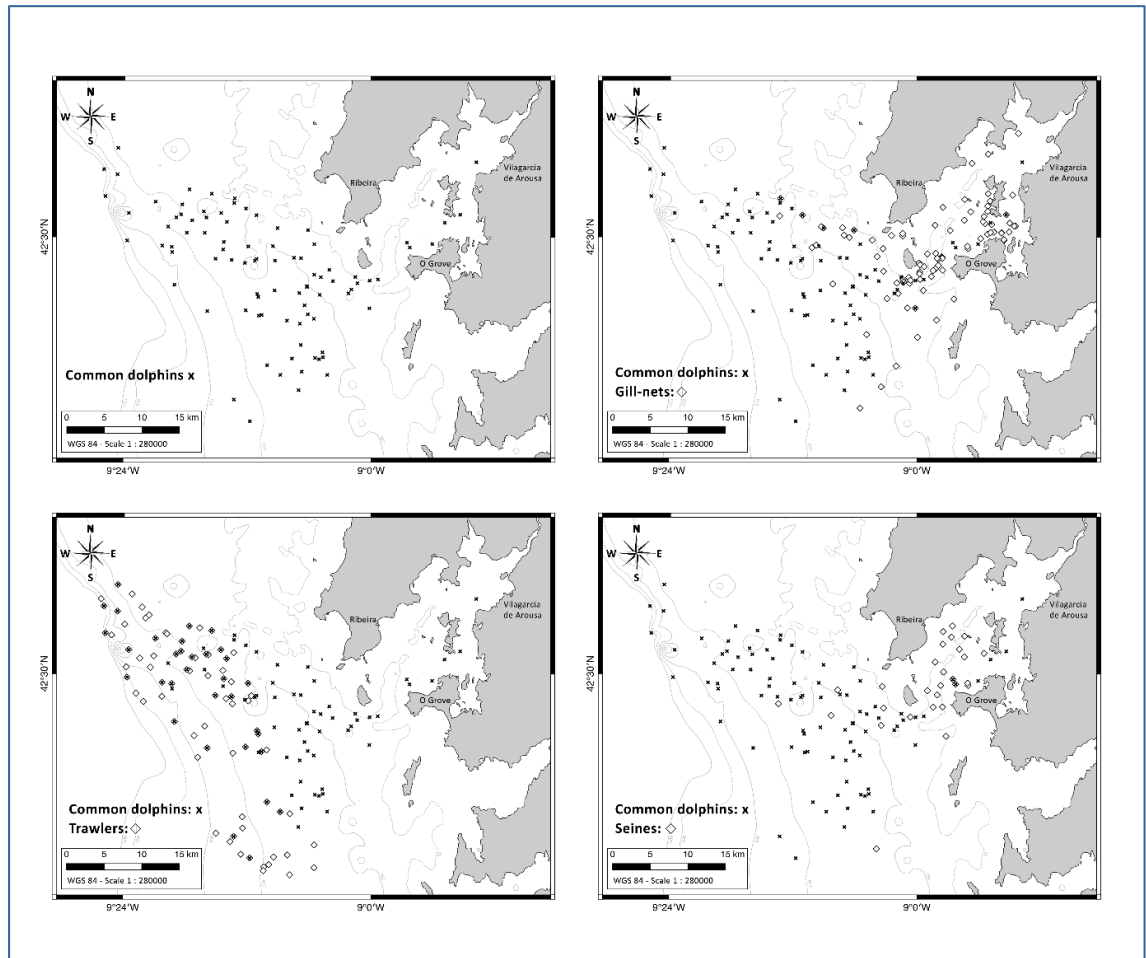 N
W E
S
Vilagarcia
de Arousa
Ribeira
O Grove
42°30'N
Common dolphins x
0 5 10 15 km
WGS 84 - Scale 1 : 280000
9°24'W 9°0'W
N
W E
S
Vilagarcia
de Arousa
Ribeira
O Grove
42°30'N
Common dolphins: x
Gill-nets: ◇
0 5 10 15 km
WGS 84 - Scale 1 : 280000
9°24'W 9°0'W
N
W E
S
Vilagarcia
de Arousa
Ribeira
O Grove
42°30'N
Common dolphins: x
Trawlers: ◇
0 5 10 15 km
WGS 84 - Scale 1 : 280000
9°24'W 9°0'W
N
W E
S
Vilagarcia
de Arousa
Ribeira
O Grove
42°30'N
Common dolphins: x
Seines: ◇
0 5 10 15 km
WGS 84 - Scale 1 : 280000
9°24'W 9°0'W